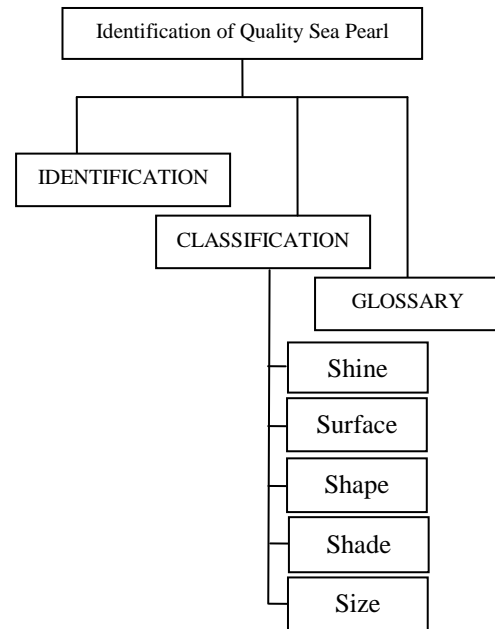 Identification of Quality Sea Pearl
IDENTIFICATION
CLASSIFICATION
GLOSSARY
Shine
Surface
Shape
Shade
Size